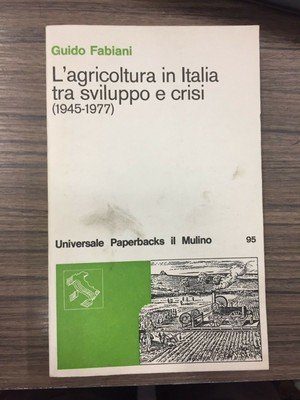 Guido Fabiani
L'agricoltura in Italia
tra sviluppo e crisi
(1945-1977)
Universale Paperbacks il Mulino 95